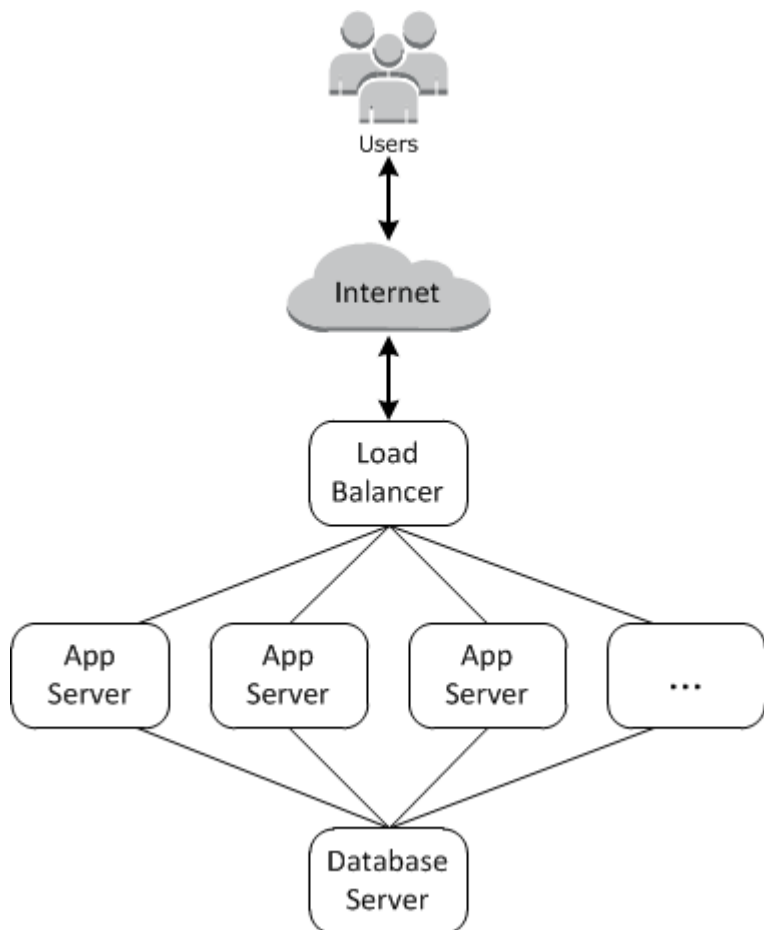 Users
Internet
Load
Balancer
App
Server
App
Server
App
Server
...
Database
Server